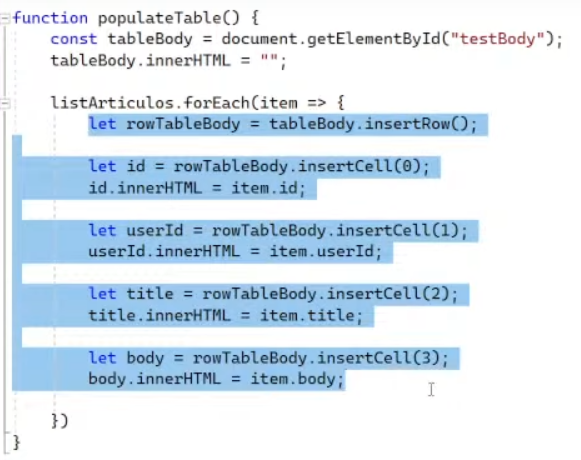 function populateTable() {
const tableBody = document.getElementById("testBody");
tableBody.innerHTML = "";
listArticulos.forEach(item => {
let rowTableBody = tableBody.insertRow();
let id = rowTableBody.insertCell(0);
id.innerHTML = item.id;
let userId = rowTableBody.insertCell(1);
userId.innerHTML = item.userId;
let title = rowTableBody.insertCell(2);
title.innerHTML = item.title;
let body = rowTableBody.insertCell(3);
body.innerHTML = item.body;
})
}